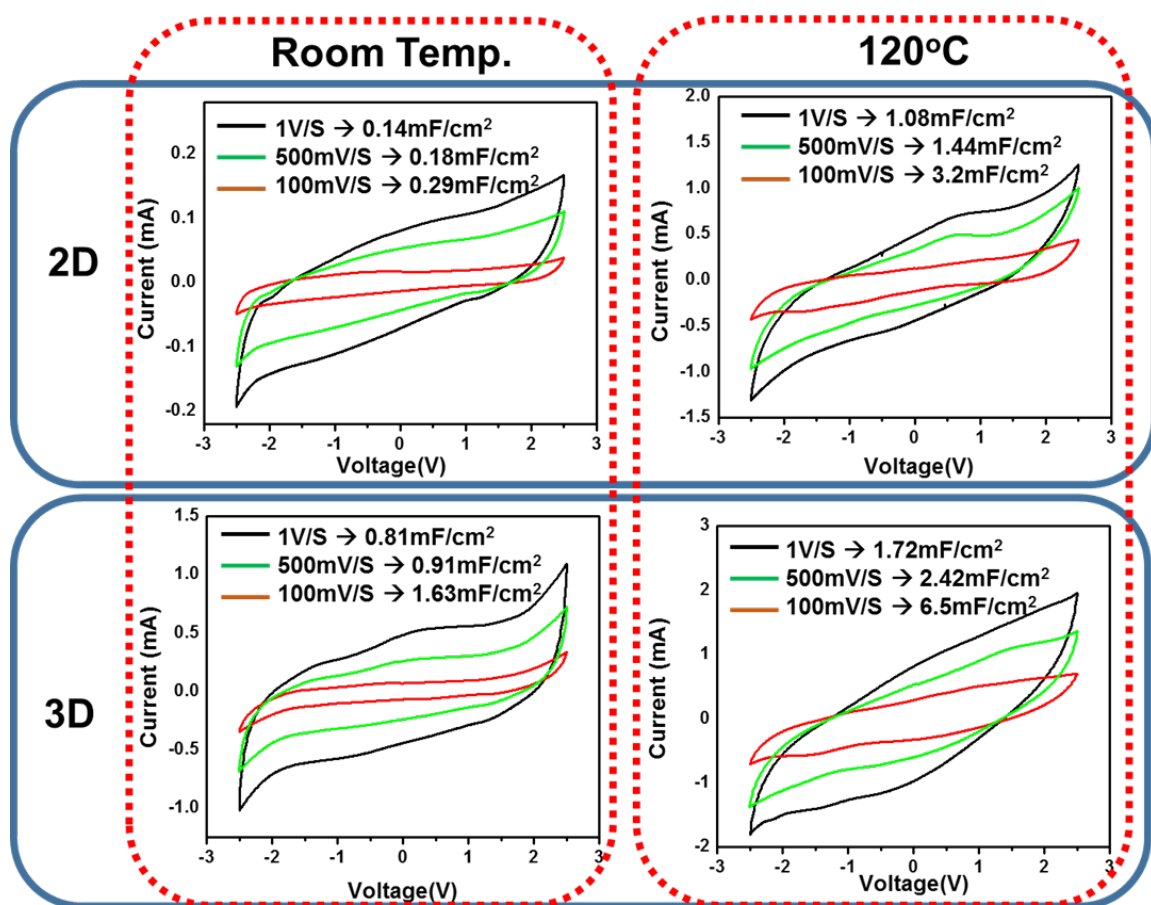 Room Temp.
120°C
2D
1V/S → 0.14mF/cm²
500mV/S → 0.18mF/cm²
100mV/S → 0.29mF/cm²
0.2
0.1
0.0
-0.1
-0.2
Current (mA)
-3 -2 -1 0 1 2 3
Voltage(V)
1V/S → 1.08mF/cm²
500mV/S → 1.44mF/cm²
100mV/S → 3.2mF/cm²
2.0
1.5
1.0
0.5
0.0
-0.5
-1.0
-1.5
Current (mA)
-3 -2 -1 0 1 2 3
Voltage(V)
3D
1V/S → 0.81mF/cm²
500mV/S → 0.91mF/cm²
100mV/S → 1.63mF/cm²
1.5
1.0
0.5
0.0
-0.5
-1.0
Current (mA)
-3 -2 -1 0 1 2 3
Voltage(V)
1V/S → 1.72mF/cm²
500mV/S → 2.42mF/cm²
100mV/S → 6.5mF/cm²
3
2
1
0
-1
-2
Current (mA)
-3 -2 -1 0 1 2 3
Voltage(V)